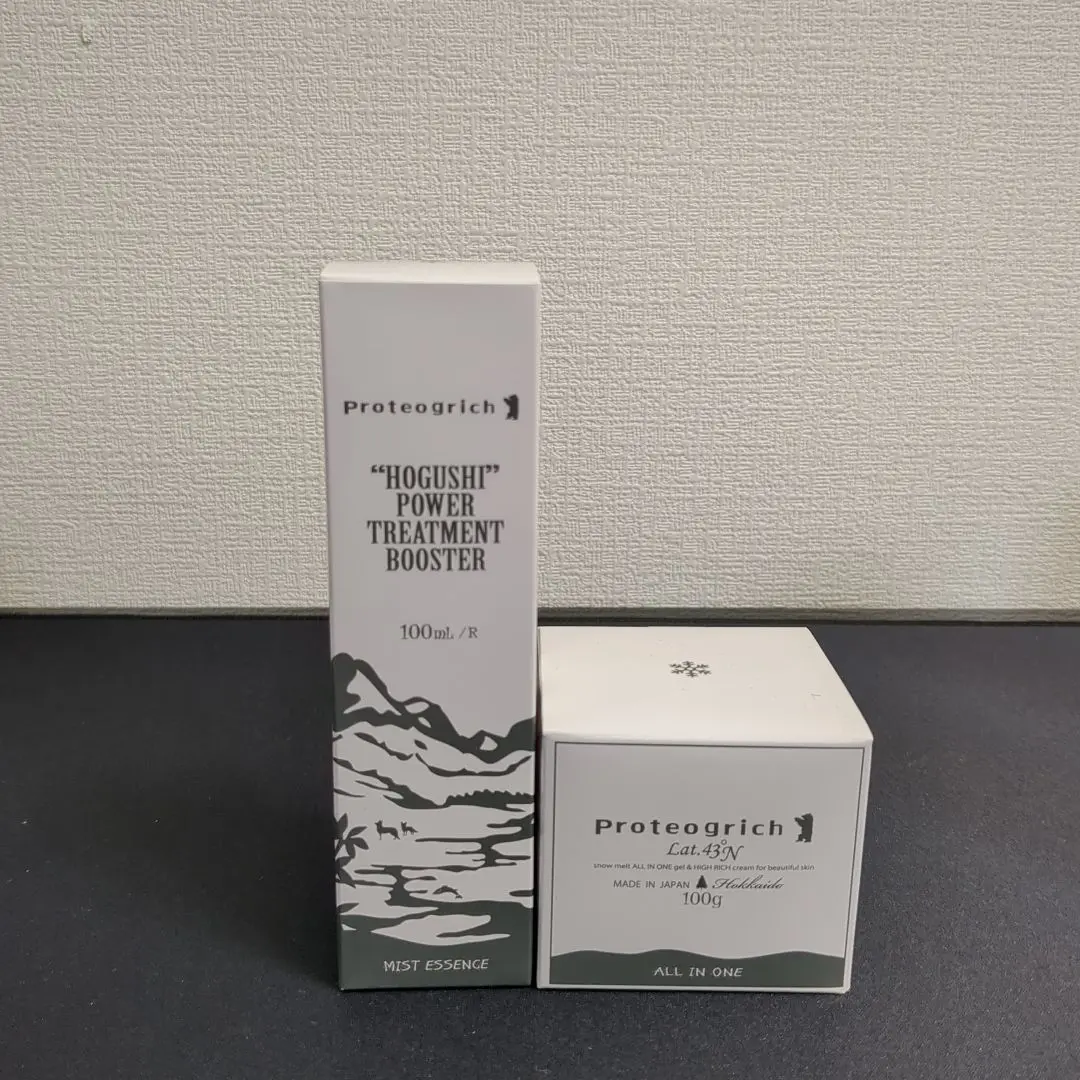 Proteogrich
“HOGUSHI”
POWER
TREATMENT
BOOSTER
100mL /R
MIST ESSENCE
Proteogrich
Lat.43°N
snow melt ALL IN ONE gel & HIGH RICH cream for beautiful skin
MADE IN JAPAN Hokkaido
100g
ALL IN ONE